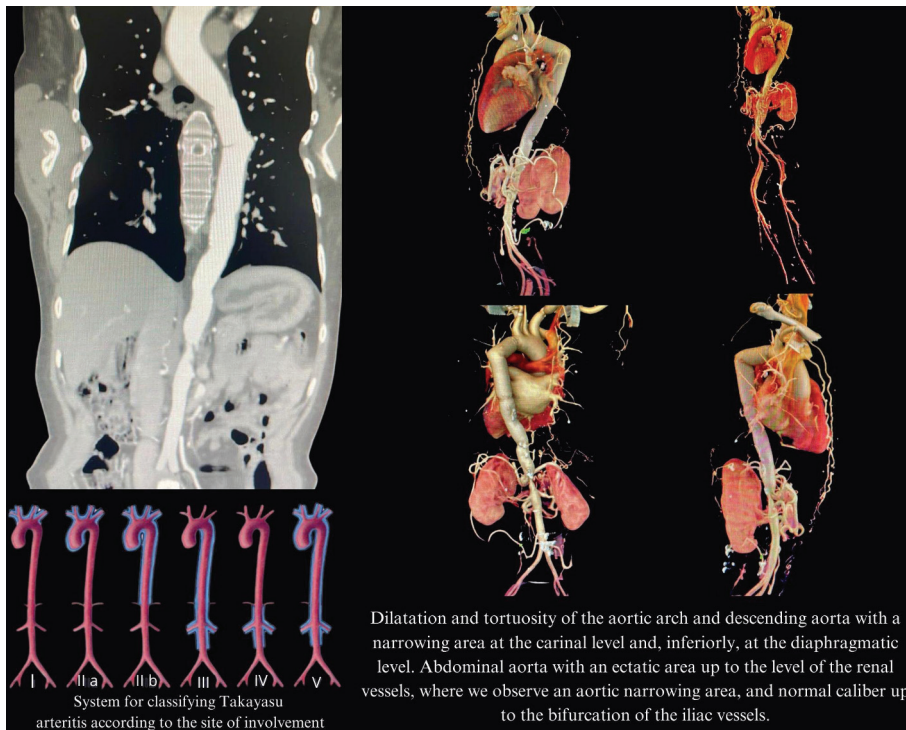 I
II a
II b
III
IV
V
System for classifying Takayasu
arteritis according to the site of involvement
Dilatation and tortuosity of the aortic arch and descending aorta with a
narrowing area at the carinal level and, inferiorly, at the diaphragmatic
level. Abdominal aorta with an ectatic area up to the level of the renal
vessels, where we observe an aortic narrowing area, and normal caliber up
to the bifurcation of the iliac vessels.